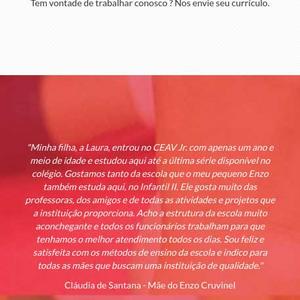 Tem vontade de trabalhar conosco ? Nos envie seu currículo.
"Minha filha, a Laura, entrou no CEAV Jr. com apenas um ano e
meio de idade e estudou aqui até a última série disponível no
colégio. Gostamos tanto da escola que o meu pequeno Enzo
também estuda aqui, no Infantil II. Ele gosta muito das
professoras, dos amigos e de todas as atividades e projetos que
a instituição proporciona. Acho a estrutura da escola muito
aconchegante e todos os funcionários trabalham para que
tenhamos o melhor atendimento todos os dias. Sou feliz e
satisfeita com os métodos de ensino da escola e indico para
todas as mães que buscam uma instituição de qualidade."
Cláudia de Santana - Mãe do Enzo Cruvinel